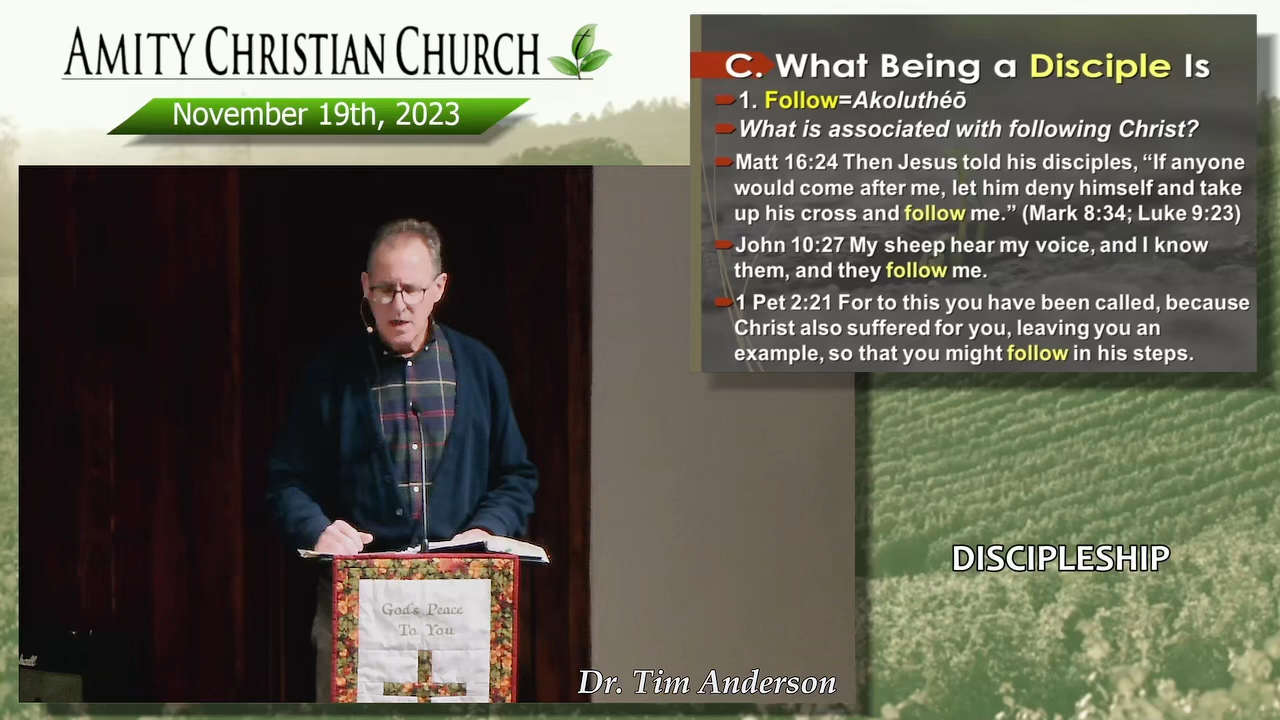 AMITY CHRISTIAN CHURCH
November 19th, 2023
C. What Being a Disciple Is
1. Follow=Akoluthéō
What is associated with following Christ?
Matt 16:24 Then Jesus told his disciples, “If anyone
would come after me, let him deny himself and take
up his cross and follow me.” (Mark 8:34; Luke 9:23)
John 10:27 My sheep hear my voice, and I know
them, and they follow me.
1 Pet 2:21 For to this you have been called, because
Christ also suffered for you, leaving you an
example, so that you might follow in his steps.
DISCIPLESHIP
God's Peace
To You
Dr. Tim Anderson